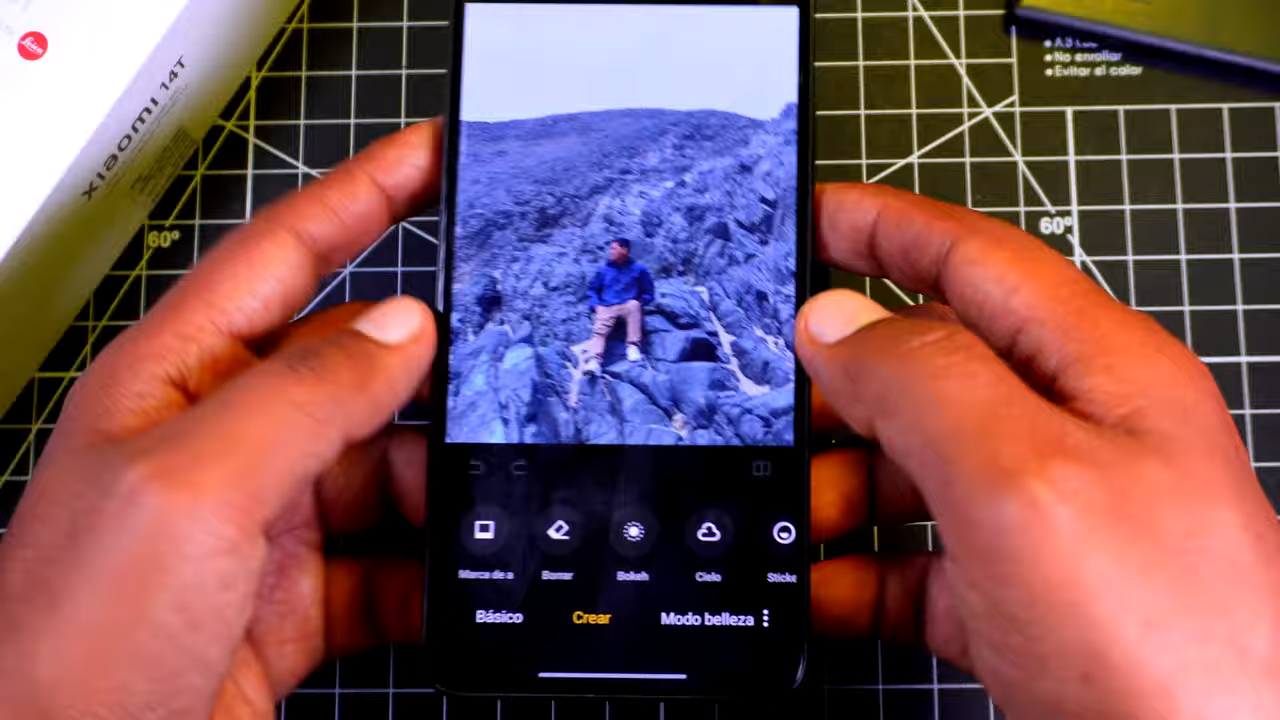 Leica
XIAOMI 14T
No enrollar
Evitar el calor
60°
60°
Marca de a
Borrar
Bokeh
Cielo
Sticke
Básico
Crear
Modo belleza